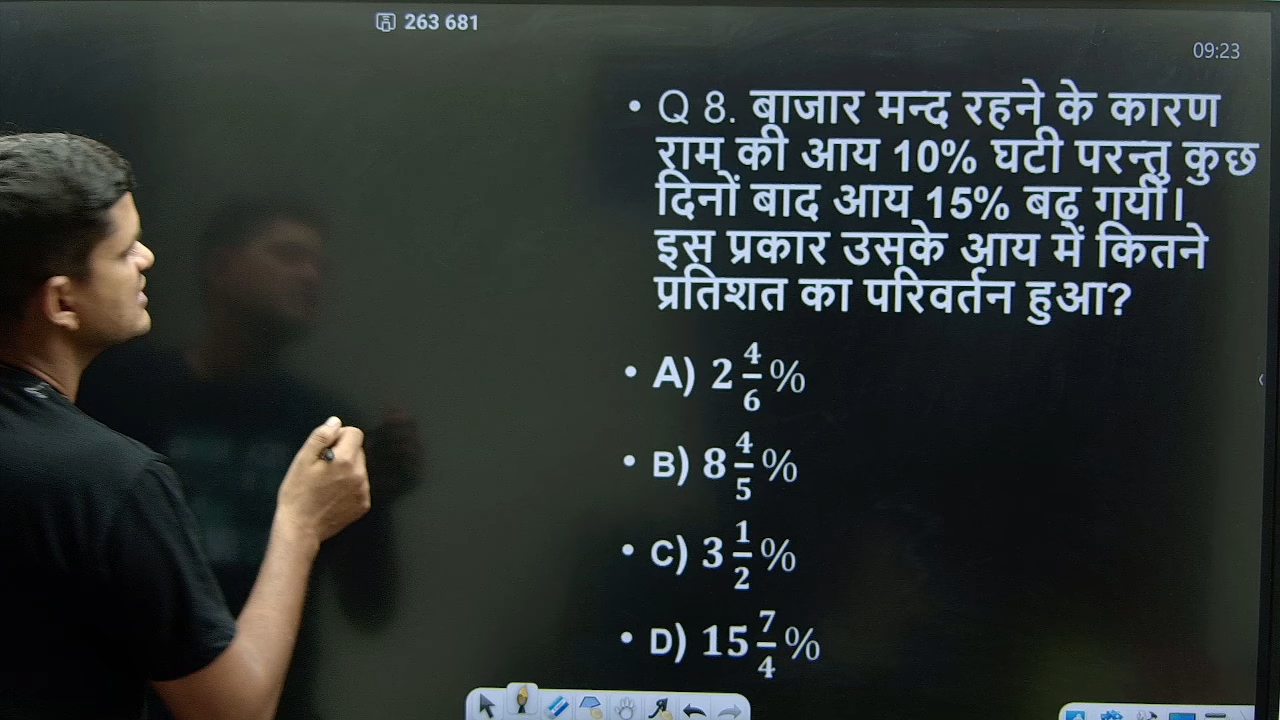 263 681
09:23
• Q 8. बाजार मन्द रहने के कारण
राम की आय 10% घटी परन्तु कुछ
दिनों बाद आय 15% बढ़ गयी।
इस प्रकार उसके आय में कितने
प्रतिशत का परिवर्तन हुआ?
• A) 2 4/6 %
• B) 8 4/5 %
• C) 3 1/2 %
• D) 15 7/4 %